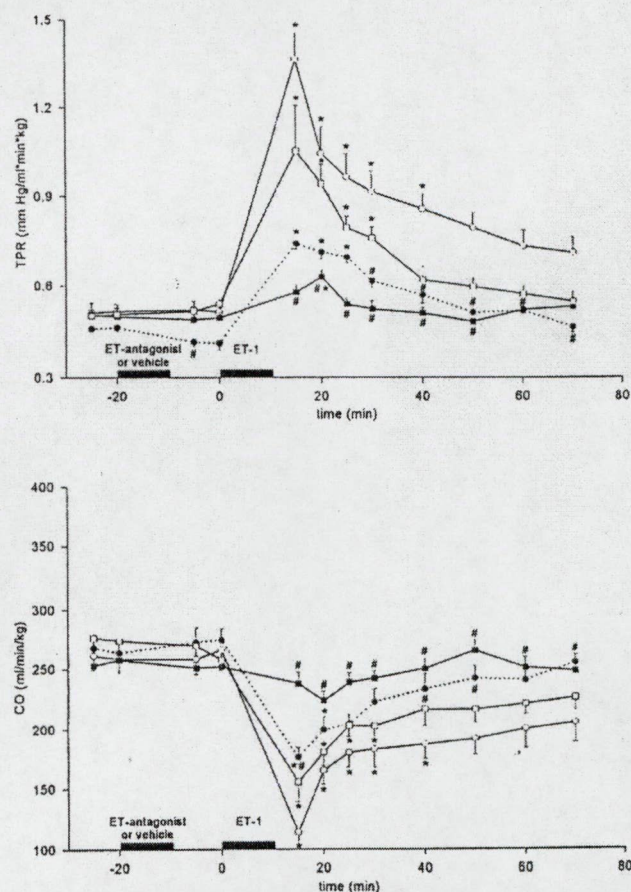 1.5
1.2
0.9
0.6
0.3
TPR (mm Hg/ml*min*kg)
* * * * * *
* * * *
* * * # # # # #
# # * # # # # #
ET-antagonist
or vehicle
ET-1
-20 0 20 40 60 80
time (min)
400
350
300
250
200
150
100
CO (ml/min/kg)
# # # # # # # #
* # #
* # * * *
* * * * *
ET-antagonist
or vehicle
ET-1
-20 0 20 40 60 80
time (min)